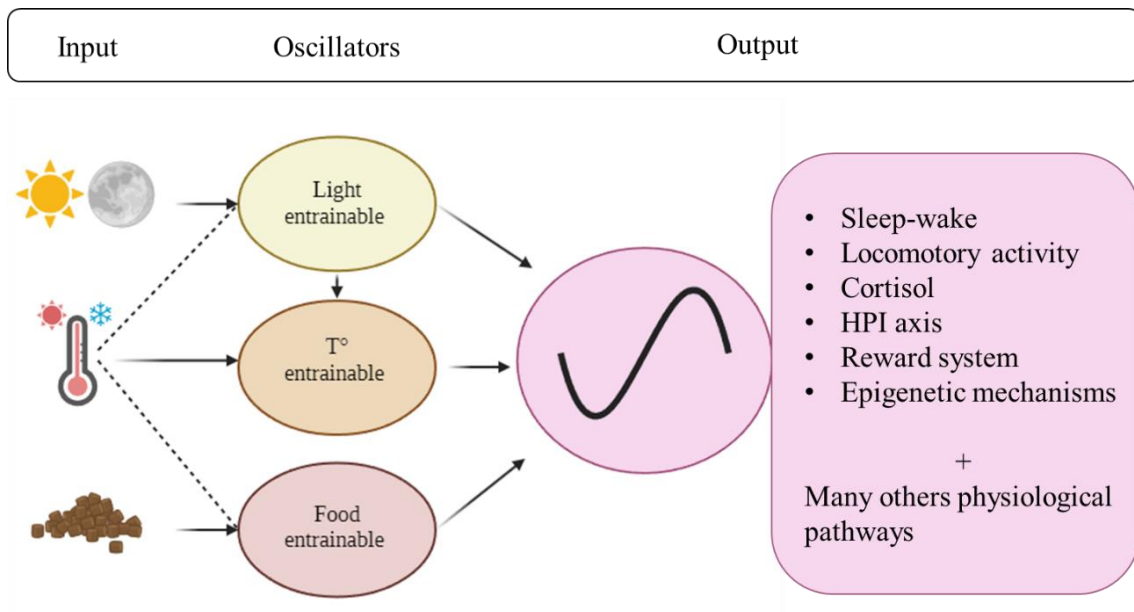 Input Oscillators Output
Light
entrainable
T°
entrainable
Food
entrainable
• Sleep-wake
• Locomotory activity
• Cortisol
• HPI axis
• Reward system
• Epigenetic mechanisms
+
Many others physiological
pathways